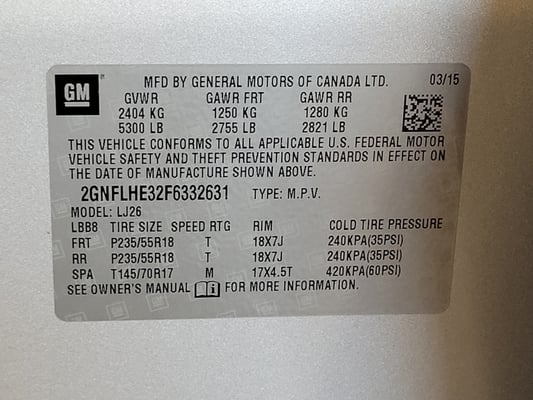 GM MFD BY GENERAL MOTORS OF CANADA LTD. 03/15
GVWR GAWR FRT GAWR RR
2404 KG 1250 KG 1280 KG
5300 LB 2755 LB 2821 LB
THIS VEHICLE CONFORMS TO ALL APPLICABLE U.S. FEDERAL MOTOR
VEHICLE SAFETY AND THEFT PREVENTION STANDARDS IN EFFECT ON
THE DATE OF MANUFACTURE SHOWN ABOVE.
2GNFLHE32F6332631 TYPE: M.P.V.
MODEL: LJ26
LBB8 TIRE SIZE SPEED RTG RIM COLD TIRE PRESSURE
FRT P235/55R18 T 18X7J 240KPA(35PSI)
RR P235/55R18 T 18X7J 240KPA(35PSI)
SPA T145/70R17 M 17X4.5T 420KPA(60PSI)
SEE OWNER'S MANUAL FOR MORE INFORMATION.